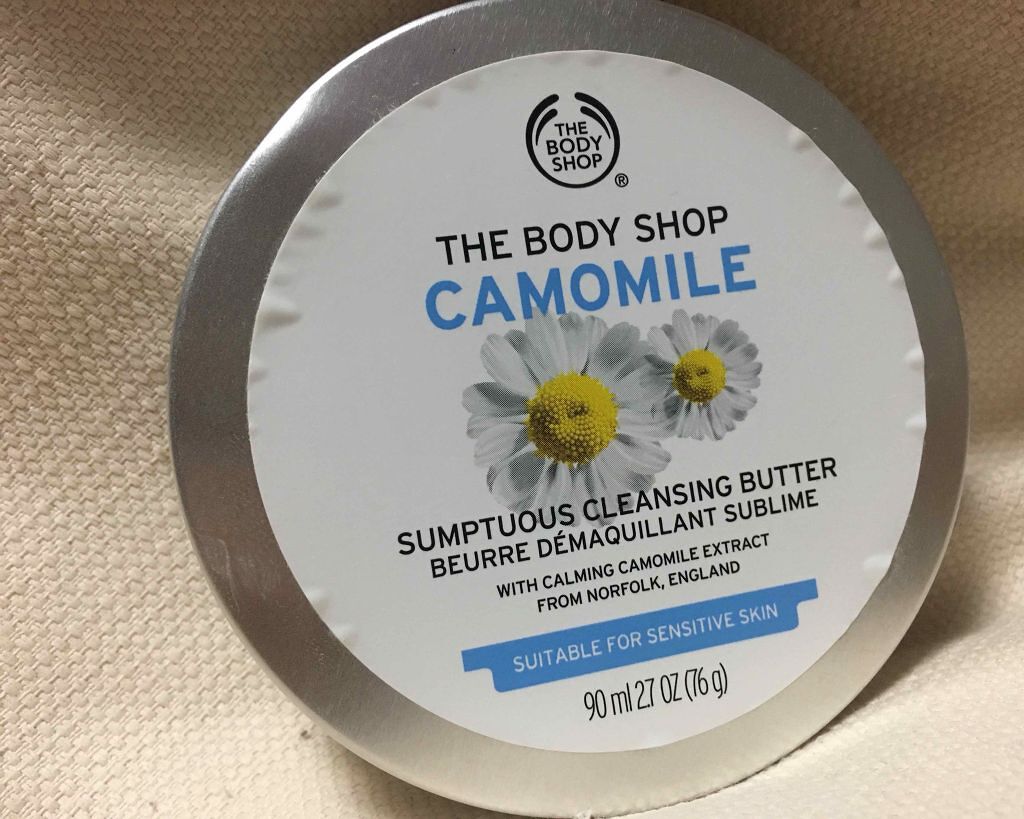 THE
BODY
SHOP
®
THE BODY SHOP
CAMOMILE
SUMPTUOUS CLEANSING BUTTER
BEURRE DÉMAQUILLANT SUBLIME
WITH CALMING CAMOMILE EXTRACT
FROM NORFOLK, ENGLAND
SUITABLE FOR SENSITIVE SKIN
90 ml 2.7 OZ (76 g)